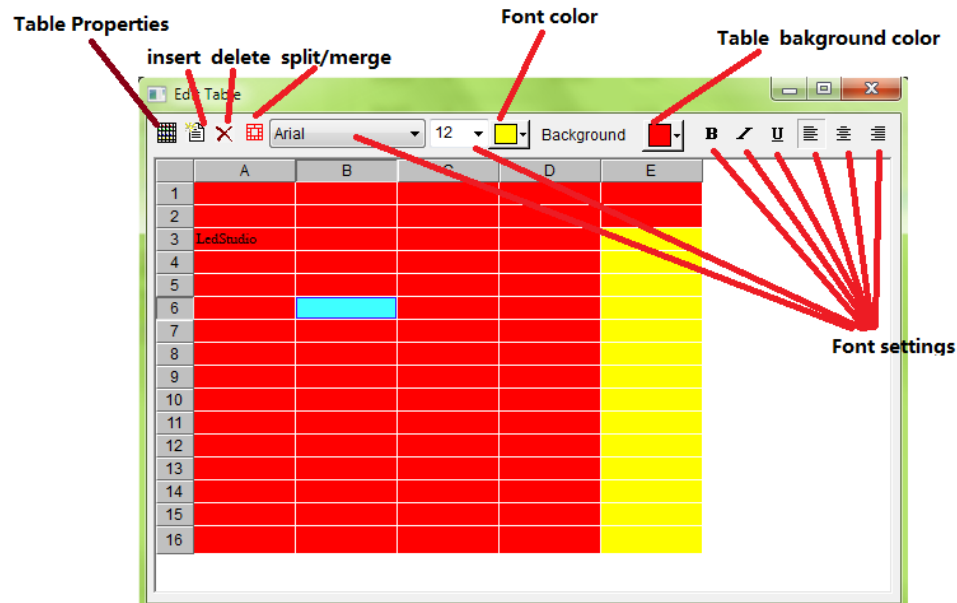 Font color
Table Properties
Table bakground color
insert delete split/merge
Edit Table
Arial 12 Background B I U
A B C D E
1
2
3 LedStudio
4
5
6
7
8
9
10
11
12
13
14
15
16
Font settings